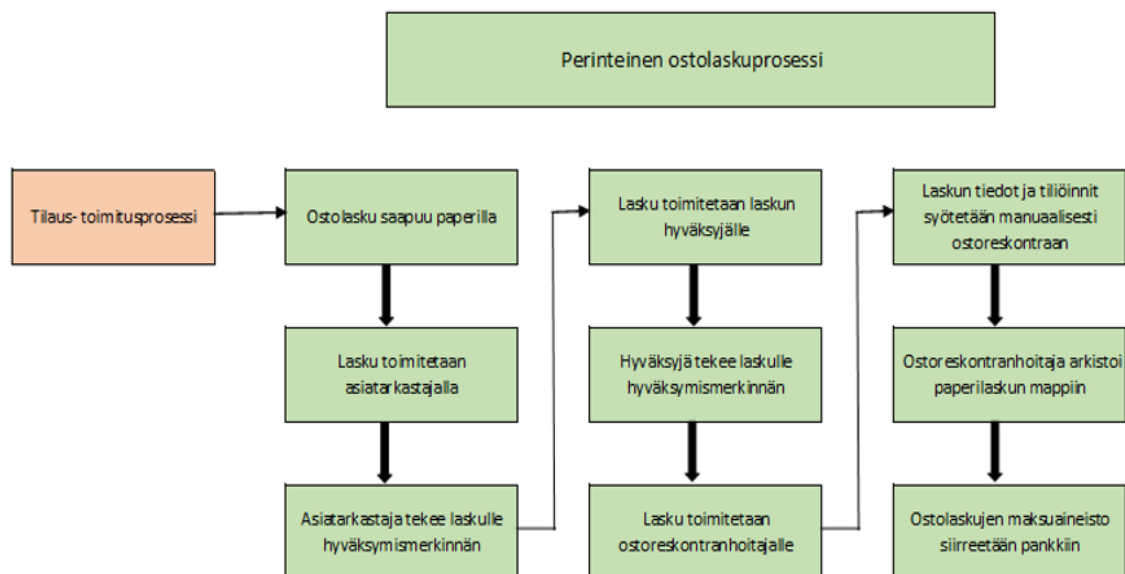 Perinteinen ostolaskuprosessi
Tilaus- toimitusprosessi
Ostolasku saapuu paperilla
Lasku toimitetaan
asiatarkastajalla
Asiatarkastaja tekee laskulle
hyväksymismerkinnän
Lasku toimitetaan laskun
hyväksyjälle
Hyväksyjä tekee laskulle
hyväksymismerkinnän
Lasku toimitetaan
ostoreskontranhoitajalle
Laskun tiedot ja tiliöinnit
syötetään manuaalisesti
ostoreskontraan
Ostoreskontranhoitaja arkistoi
paperilaskun mappiin
Ostolaskujen maksuaineisto
siirreetään pankkiin